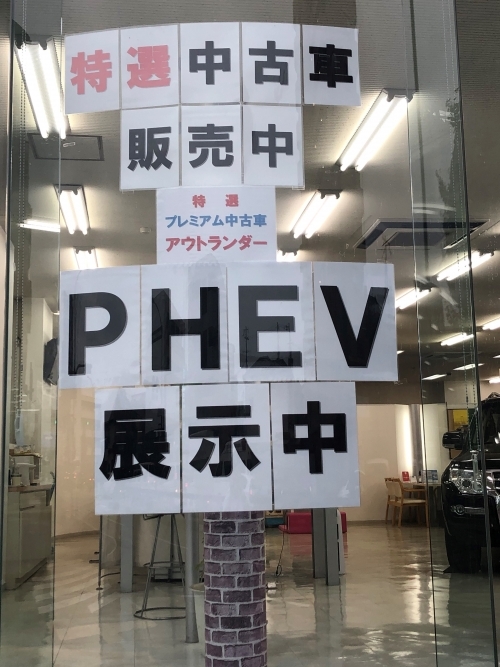 特選中古車
販売中
特 選
プレミアム中古車
アウトランダー
PHEV
展示中